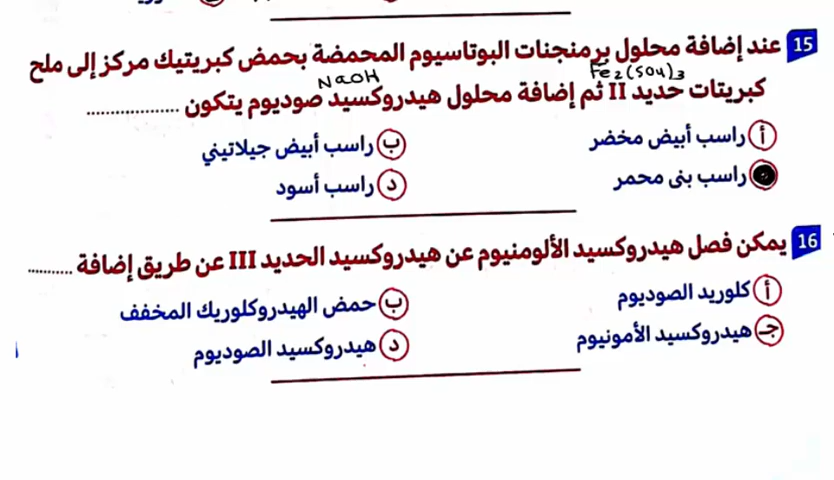 15 عند إضافة محلول برمنجنات البوتاسيوم المحمضة بحمض كبريتيك مركز إلى ملح
NaOH Fe2(SO4)3
كبريتات حديد II ثم إضافة محلول هيدروكسيد صوديوم يتكون ..................
أ راسب أبيض مخضر ب راسب أبيض جيلاتيني
راسب بنى محمر د راسب أسود
16 يمكن فصل هيدروكسيد الألومنيوم عن هيدروكسيد الحديد III عن طريق إضافة ...........
أ كلوريد الصوديوم ب حمض الهيدروكلوريك المخفف
جـ هيدروكسيد الأمونيوم د هيدروكسيد الصوديوم